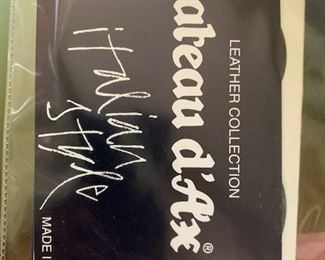 LEATHER COLLECTION
ateau d'Ax®
italian
style
MADE I